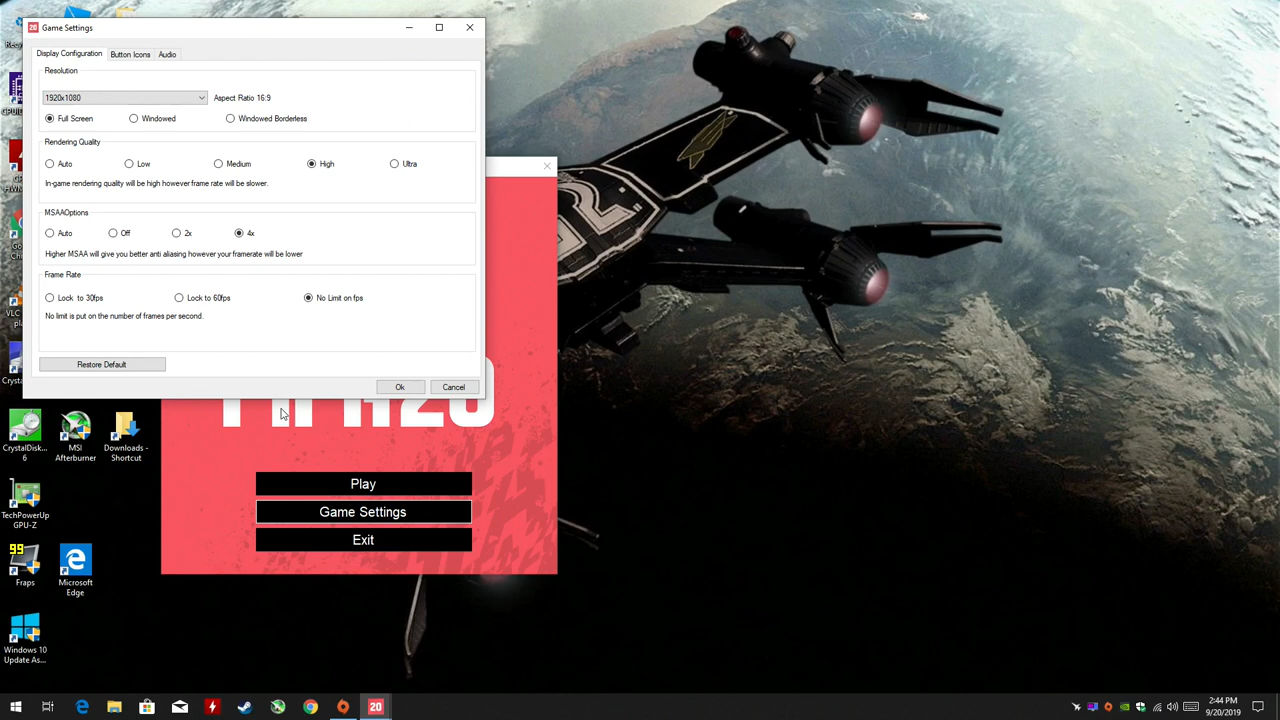 Game Settings
Display Configuration
Button Icons
Audio
Resolution
1920x1080
Aspect Ratio 16:9
Full Screen
Windowed
Windowed Borderless
Rendering Quality
Auto
Low
Medium
High
Ultra
In-game rendering quality will be high however frame rate will be slower.
MSAAOptions
Auto
Off
2x
4x
Higher MSAA will give you better anti aliasing however your framerate will be lower
Frame Rate
Lock to 30fps
Lock to 60fps
No Limit on fps
No limit is put on the number of frames per second.
Restore Default
Ok
Cancel
Play
Game Settings
Exit
CrystalDisk...
6
MSI
Afterburner
Downloads -
Shortcut
TechPowerUp
GPU-Z
99
Fraps
Microsoft
Edge
Windows 10
Update As...
20
2:44 PM
9/20/2019